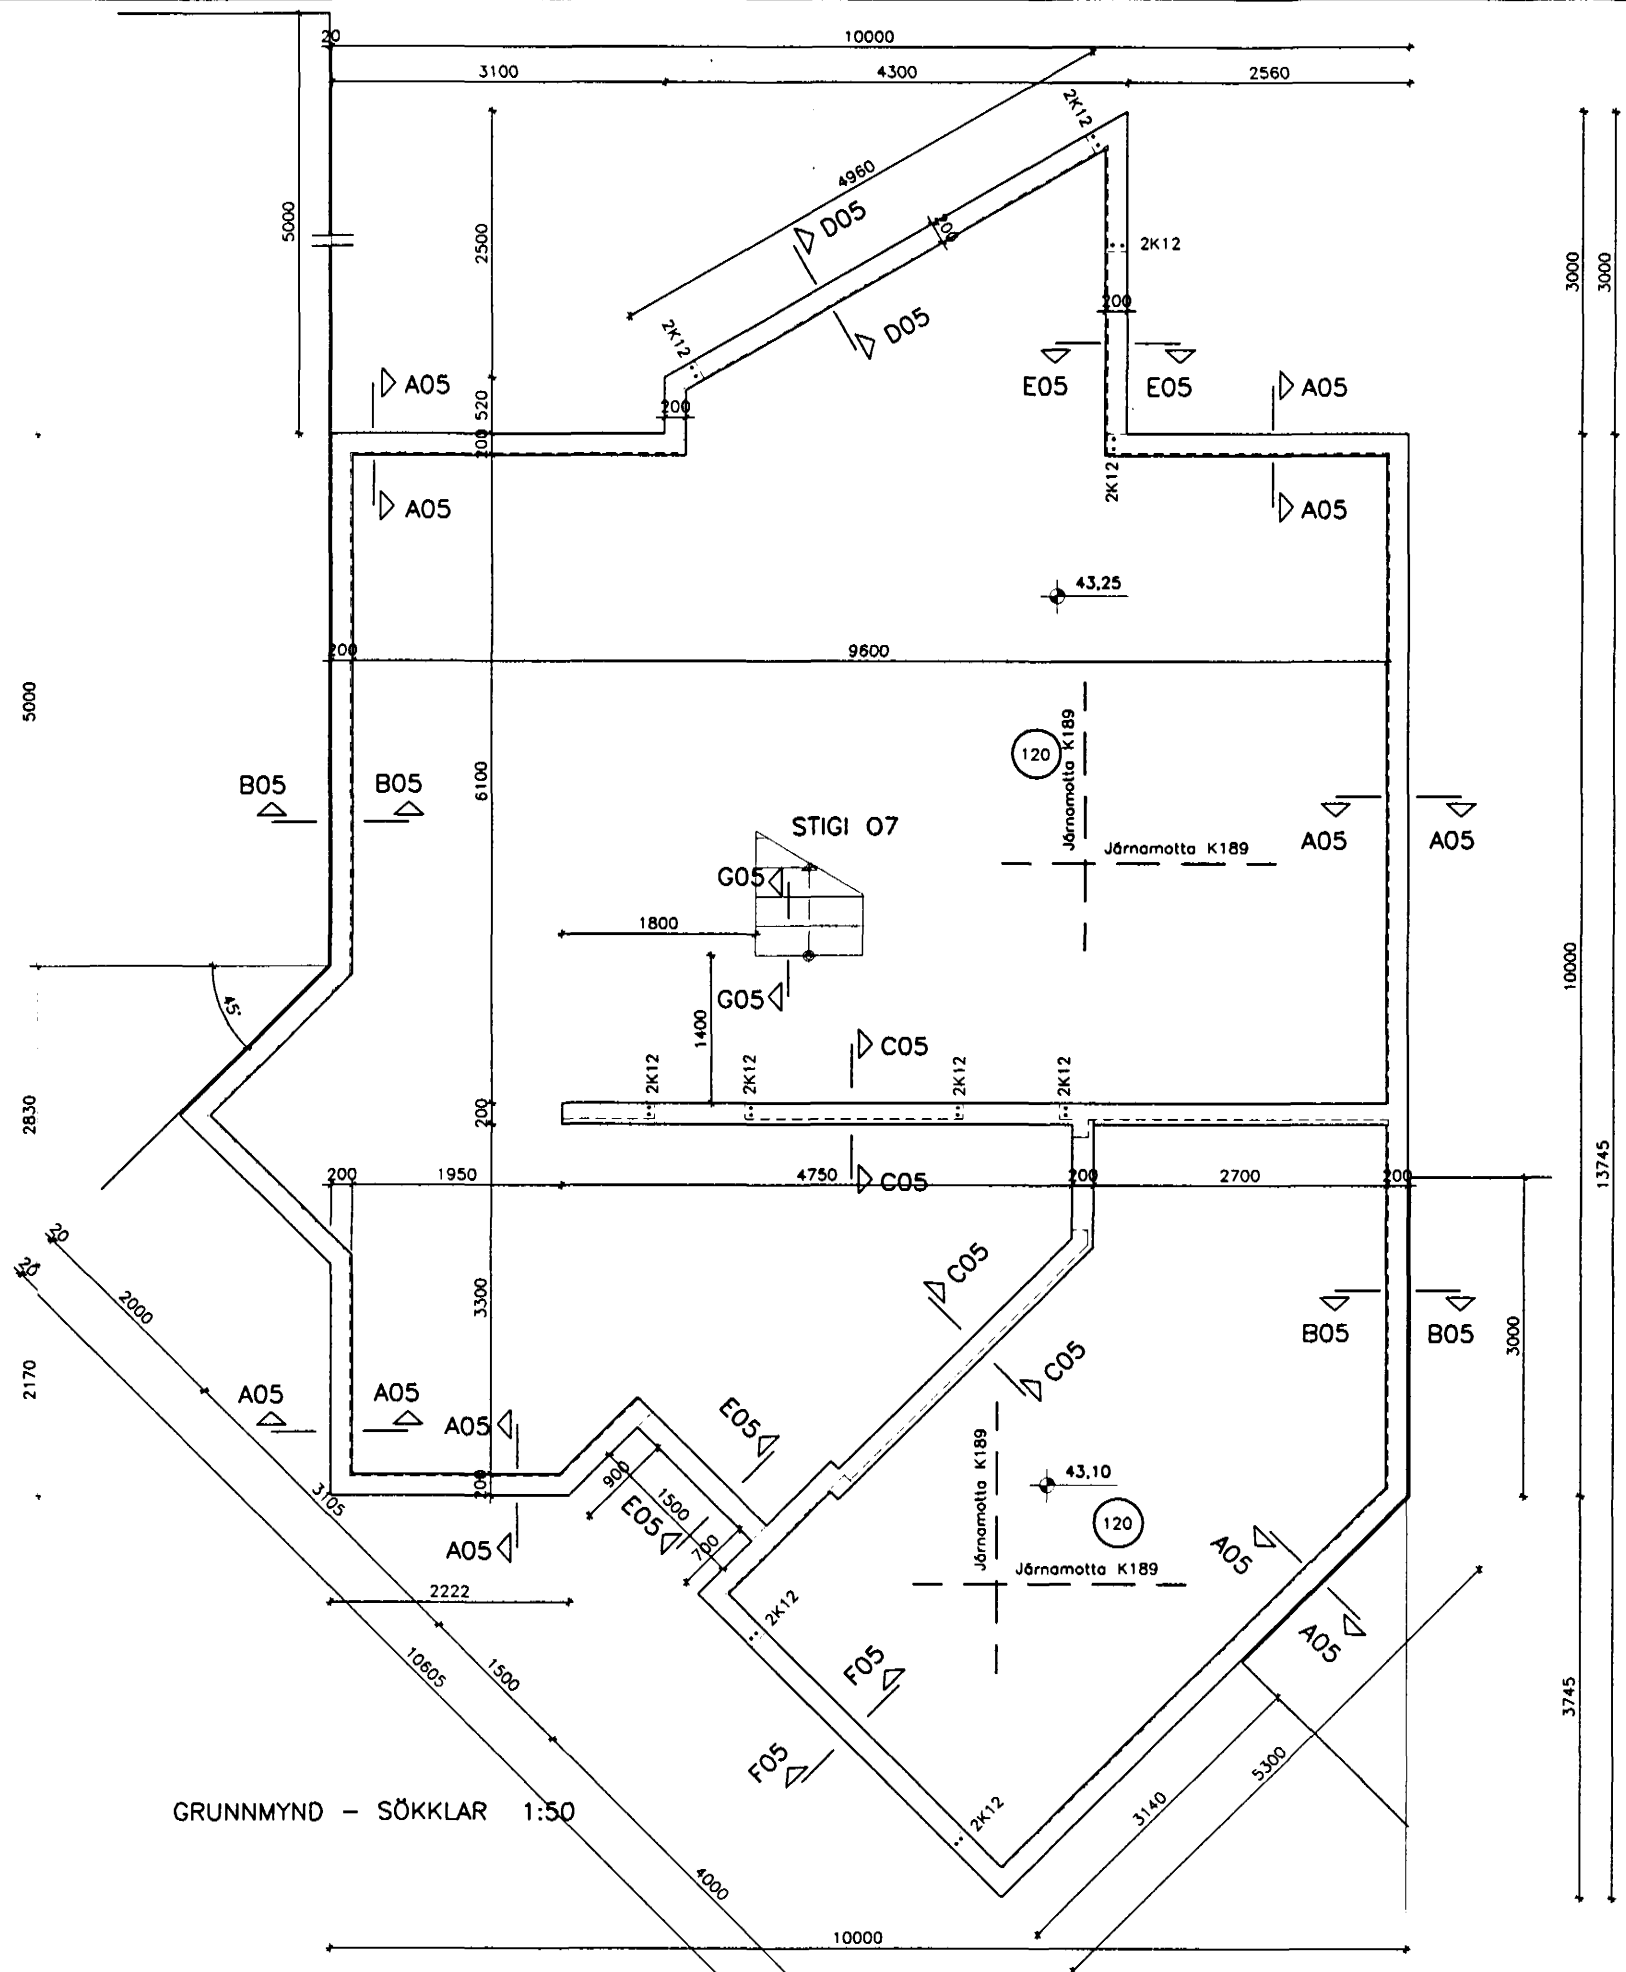 20
10000
3100
4300
2560
2K12
4960
5000
2500
D05
200
2K12
3000
3000
D05
200
2K12
E05
E05
A05
A05
520
200
200
2K12
A05
A05
43,25
200
9600
5000
Járnamotta K189
120
6100
B05
B05
STIGI 07
Járnamotta K189
A05
A05
G05
1800
10000
45°
G05
1400
C05
2K12
2K12
2K12
2K12
2830
200
13745
200
1950
4750
C05
200
2700
200
20
20
C05
2000
3300
B05
B05
3000
2170
C05
A05
A05
A05
E05
Járnamotta K189
43,10
900
200
3105
1500
E05
120
700
A05
A05
Járnamotta K189
2222
2K12
A05
10605
1500
F05
3745
F05
5300
3140
2K12
GRUNNMYND – SÖKKLAR 1:50
4000
10000